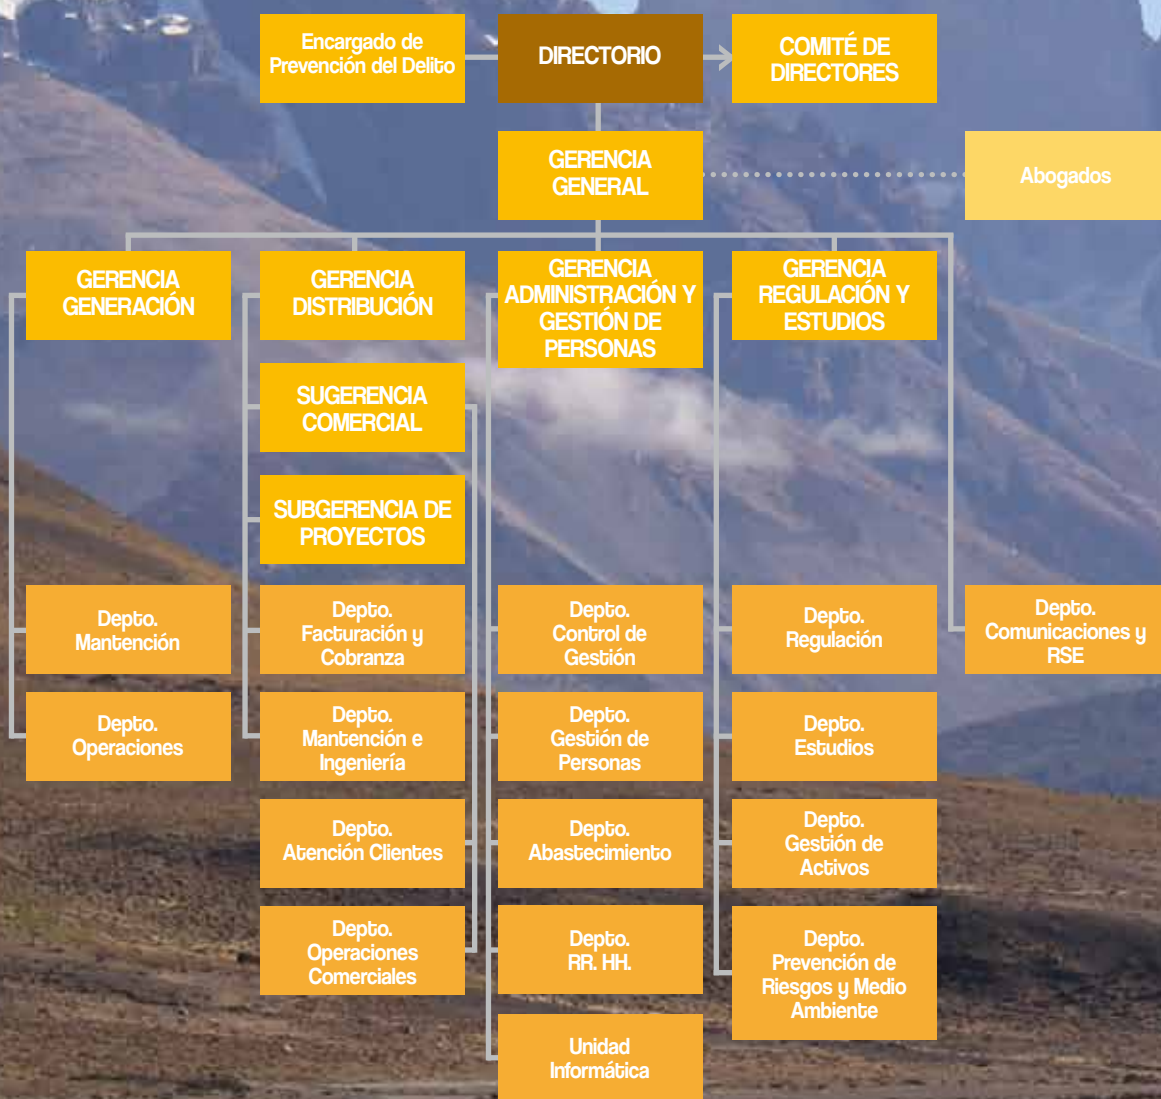 Encargado de
Prevención del Delito
DIRECTORIO
COMITÉ DE
DIRECTORES
GERENCIA
GENERAL
Abogados
GERENCIA
GENERACIÓN
GERENCIA
DISTRIBUCIÓN
GERENCIA
ADMINISTRACIÓN Y
GESTIÓN DE
PERSONAS
GERENCIA
REGULACIÓN Y
ESTUDIOS
SUGERENCIA
COMERCIAL
SUBGERENCIA DE
PROYECTOS
Depto.
Mantención
Depto.
Facturación y
Cobranza
Depto.
Control de
Gestión
Depto.
Regulación
Depto.
Comunicaciones y
RSE
Depto.
Operaciones
Depto.
Mantención e
Ingeniería
Depto.
Gestión de
Personas
Depto.
Estudios
Depto.
Atención Clientes
Depto.
Abastecimiento
Depto.
Gestión de
Activos
Depto.
Operaciones
Comerciales
Depto.
RR. HH.
Depto.
Prevención de
Riesgos y Medio
Ambiente
Unidad
Informática